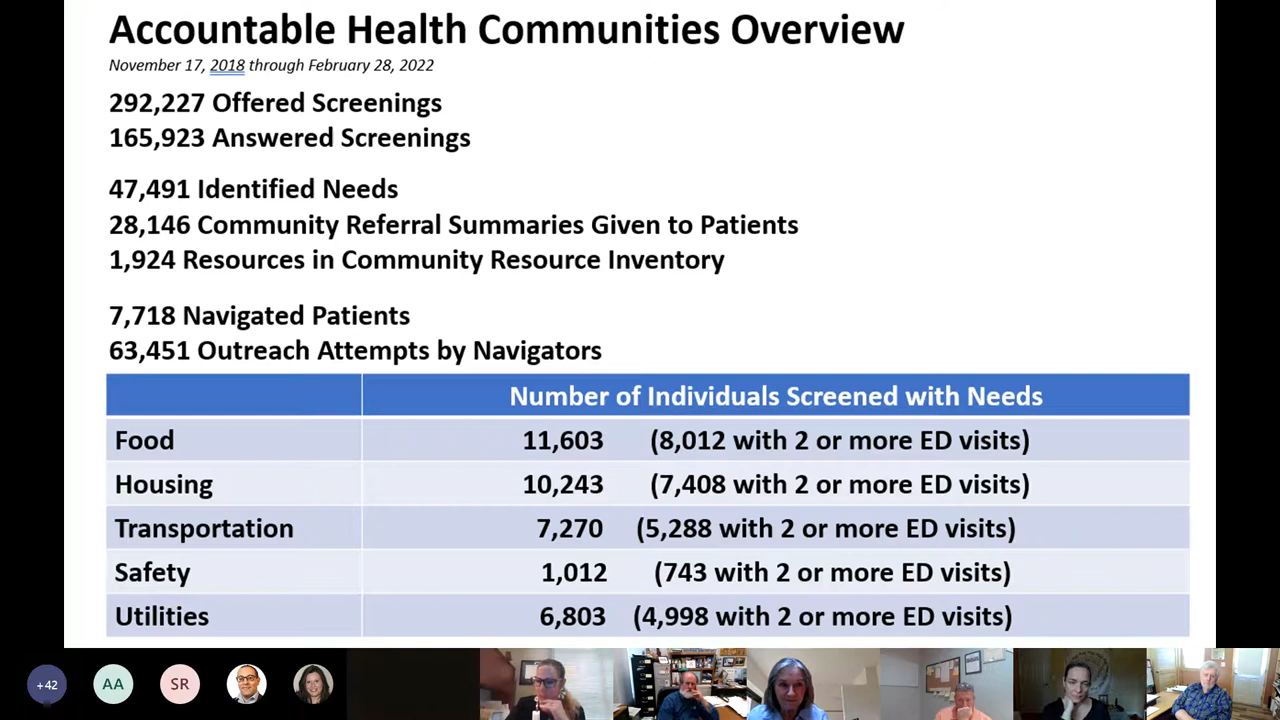 Accountable Health Communities Overview
November 17, 2018 through February 28, 2022
292,227 Offered Screenings
165,923 Answered Screenings
47,491 Identified Needs
28,146 Community Referral Summaries Given to Patients
1,924 Resources in Community Resource Inventory
7,718 Navigated Patients
63,451 Outreach Attempts by Navigators
Number of Individuals Screened with Needs
Food 11,603 (8,012 with 2 or more ED visits)
Housing 10,243 (7,408 with 2 or more ED visits)
Transportation 7,270 (5,288 with 2 or more ED visits)
Safety 1,012 (743 with 2 or more ED visits)
Utilities 6,803 (4,998 with 2 or more ED visits)
+42 AA SR